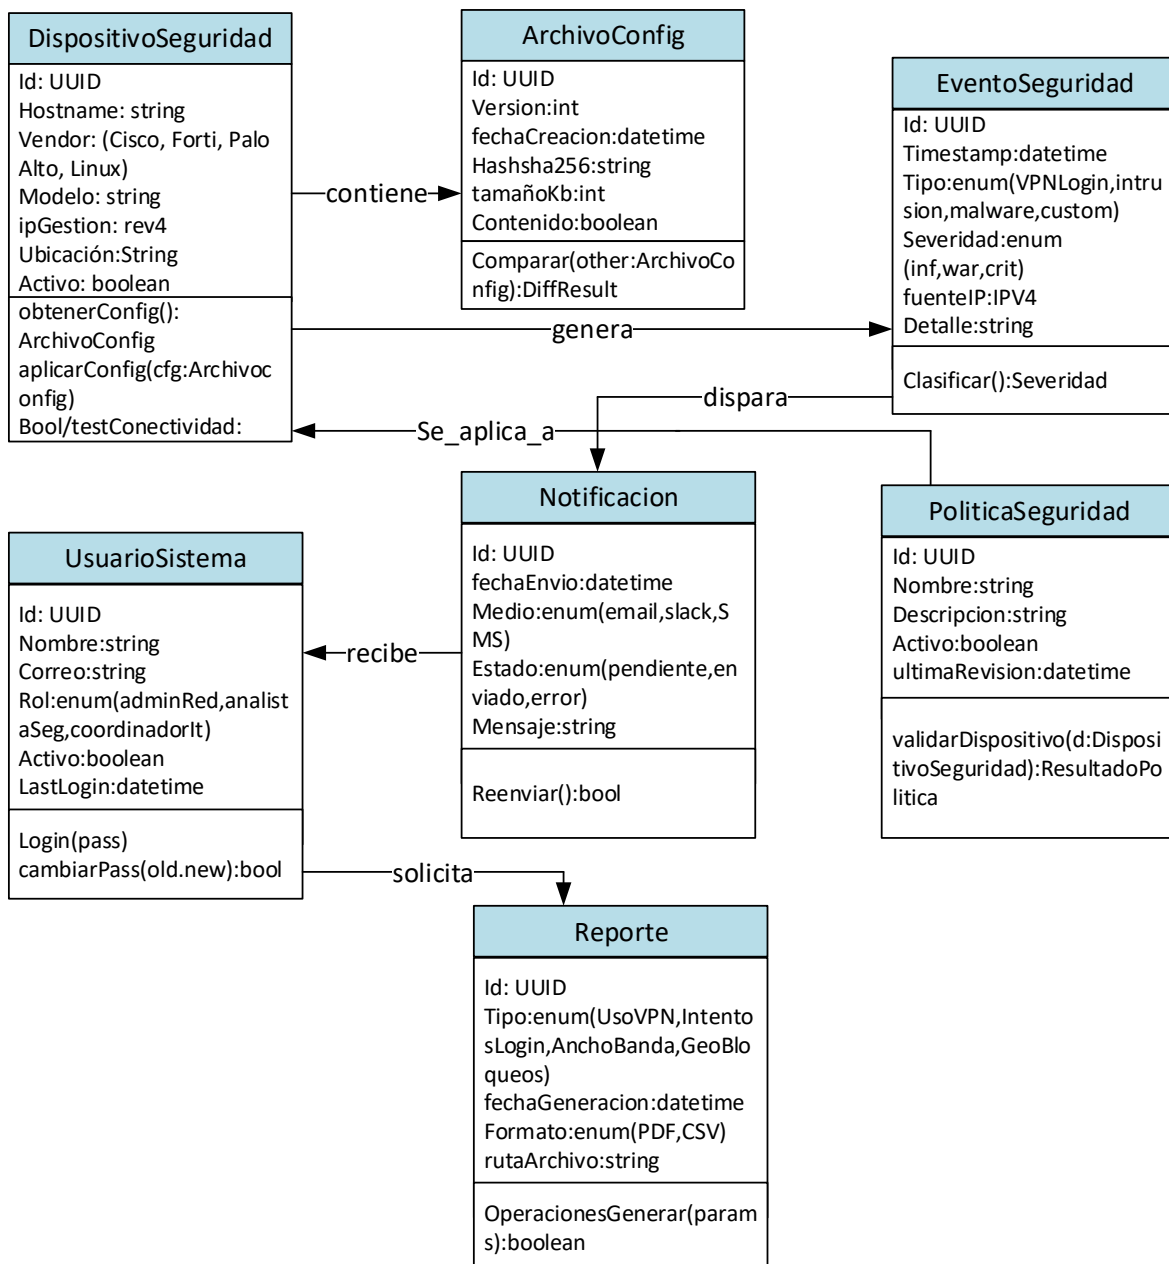 DispositivoSeguridad
Id: UUID
Hostname: string
Vendor: (Cisco, Forti, Palo
Alto, Linux)
Modelo: string
ipGestion: rev4
Ubicación:String
Activo: boolean
obtenerConfig():
ArchivoConfig
aplicarConfig(cfg:Archivoc
onfig)
Bool/testConectividad:
contiene
ArchivoConfig
Id: UUID
Version:int
fechaCreacion:datetime
Hashsha256:string
tamañoKb:int
Contenido:boolean
Comparar(other:ArchivoCo
nfig):DiffResult
genera
EventoSeguridad
Id: UUID
Timestamp:datetime
Tipo:enum(VPNLogin,intru
sion,malware,custom)
Severidad:enum
(inf,war,crit)
fuenteIP:IPV4
Detalle:string
Clasificar():Severidad
dispara
Se_aplica_a
Notificacion
Id: UUID
fechaEnvio:datetime
Medio:enum(email,slack,S
MS)
Estado:enum(pendiente,en
viado,error)
Mensaje:string
Reenviar():bool
PoliticaSeguridad
Id: UUID
Nombre:string
Descripcion:string
Activo:boolean
ultimaRevision:datetime
validarDispositivo(d:Disposi
tivoSeguridad):ResultadoPo
litica
UsuarioSistema
Id: UUID
Nombre:string
Correo:string
Rol:enum(adminRed,analist
aSeg,coordinadorIt)
Activo:boolean
LastLogin:datetime
Login(pass)
cambiarPass(old.new):bool
recibe
solicita
Reporte
Id: UUID
Tipo:enum(UsoVPN,Intento
sLogin,AnchoBanda,GeoBlo
queos)
fechaGeneracion:datetime
Formato:enum(PDF,CSV)
rutaArchivo:string
OperacionesGenerar(param
s):boolean